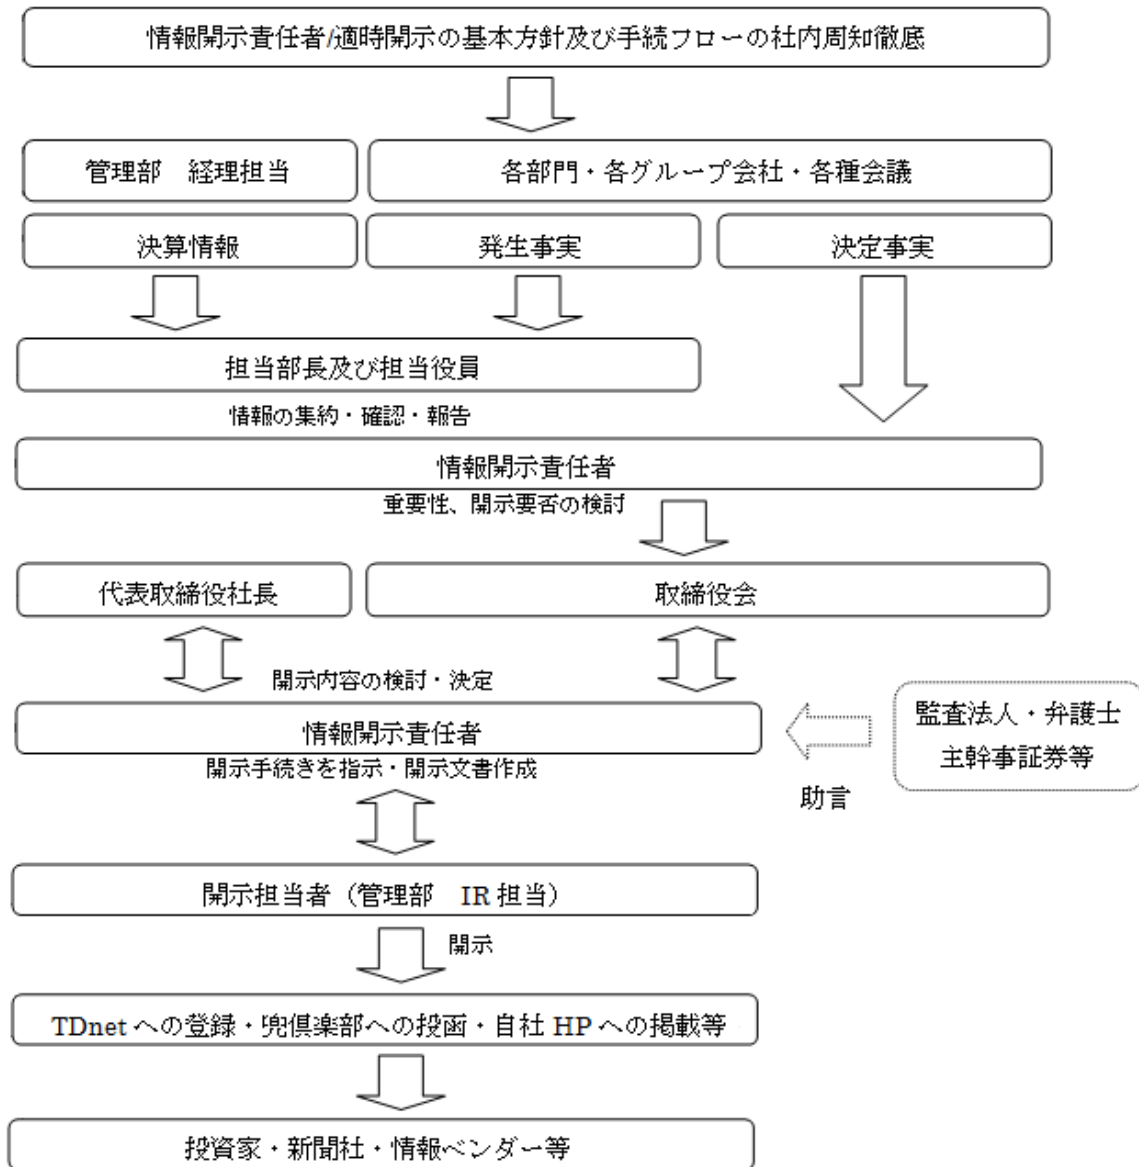 情報開示責任者/適時開示の基本方針及び手続フローの社内周知徹底
管理部　経理担当
各部門・各グループ会社・各種会議
決算情報
発生事実
決定事実
担当部長及び担当役員
情報の集約・確認・報告
情報開示責任者
重要性、開示要否の検討
代表取締役社長
取締役会
開示内容の検討・決定
情報開示責任者
開示手続きを指示・開示文書作成
監査法人・弁護士
主幹事証券等
助言
開示担当者（管理部　IR 担当）
開示
TDnet への登録・兜倶楽部への投函・自社 HP への掲載等
投資家・新聞社・情報ベンダー等